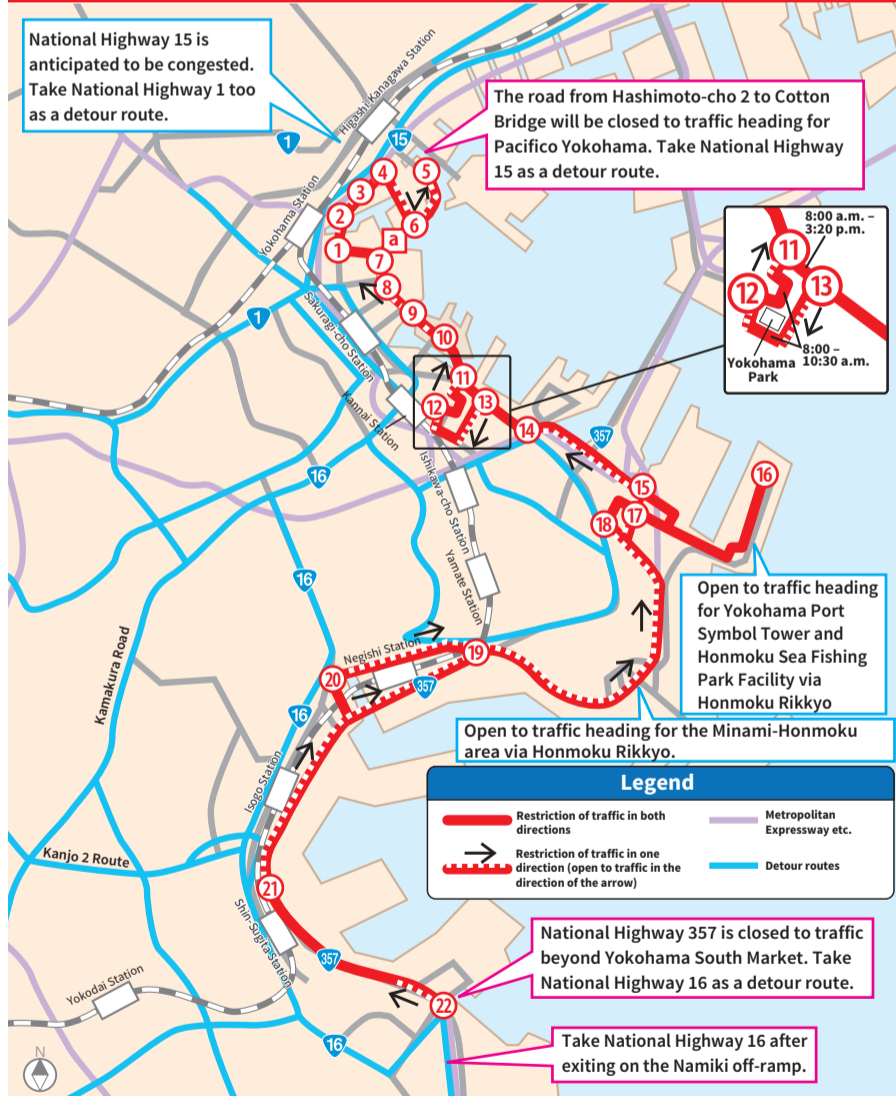 National Highway 15 is
anticipated to be congested.
Take National Highway 1 too
as a detour route.
Higashi-Kanagawa Station
The road from Hashimoto-cho 2 to Cotton
Bridge will be closed to traffic heading for
Pacifico Yokohama. Take National Highway
15 as a detour route.
1
15
4
5
3
2
6
Yokohama Station
a
1
7
8
9
10
1
Sakuragi-cho Station
8:00 a.m. –
3:20 p.m.
11
12
13
8:00 –
10:30 a.m.
Yokohama
Park
11
12
13
14
Kannai Station
357
16
Ishikawa-cho Station
15
16
17
18
16
Yamate Station
Open to traffic heading
for Yokohama Port
Symbol Tower and
Honmoku Sea Fishing
Park Facility via
Honmoku Rikkyo
Kamakura Road
Negishi Station
19
20
357
16
Open to traffic heading for the Minami-Honmoku
area via Honmoku Rikkyo.
Isogo Station
Legend
Restriction of traffic in both
directions
Metropolitan
Expressway etc.
Restriction of traffic in one
direction (open to traffic in the
direction of the arrow)
Detour routes
Kanjo 2 Route
21
Shin-Sugita Station
357
National Highway 357 is closed to traffic
beyond Yokohama South Market. Take
National Highway 16 as a detour route.
Yokodai Station
22
16
Take National Highway 16 after
exiting on the Namiki off-ramp.
N